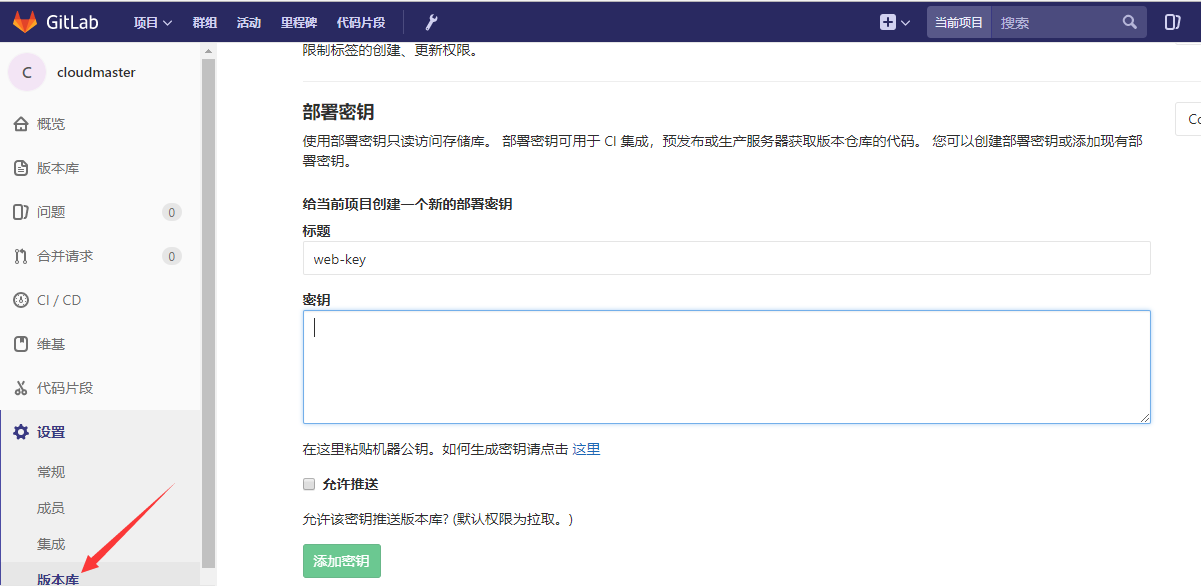 GitLab 项目 群组 活动 里程碑 代码片段 当前项目 搜索
C cloudmaster
概览
版本库
问题 0
合并请求 0
CI / CD
维基
代码片段
设置
常规
成员
集成
版本库
限制标签的创建、更新权限。
部署密钥
Co
使用部署密钥只读访问存储库。 部署密钥可用于 CI 集成，预发布或生产服务器获取版本仓库的代码。 您可以创建部署密钥或添加现有部
署密钥。
给当前项目创建一个新的部署密钥
标题
web-key
密钥
在这里粘贴机器公钥。如何生成密钥请点击 这里
允许推送
允许该密钥推送版本库? (默认权限为拉取。)
添加密钥